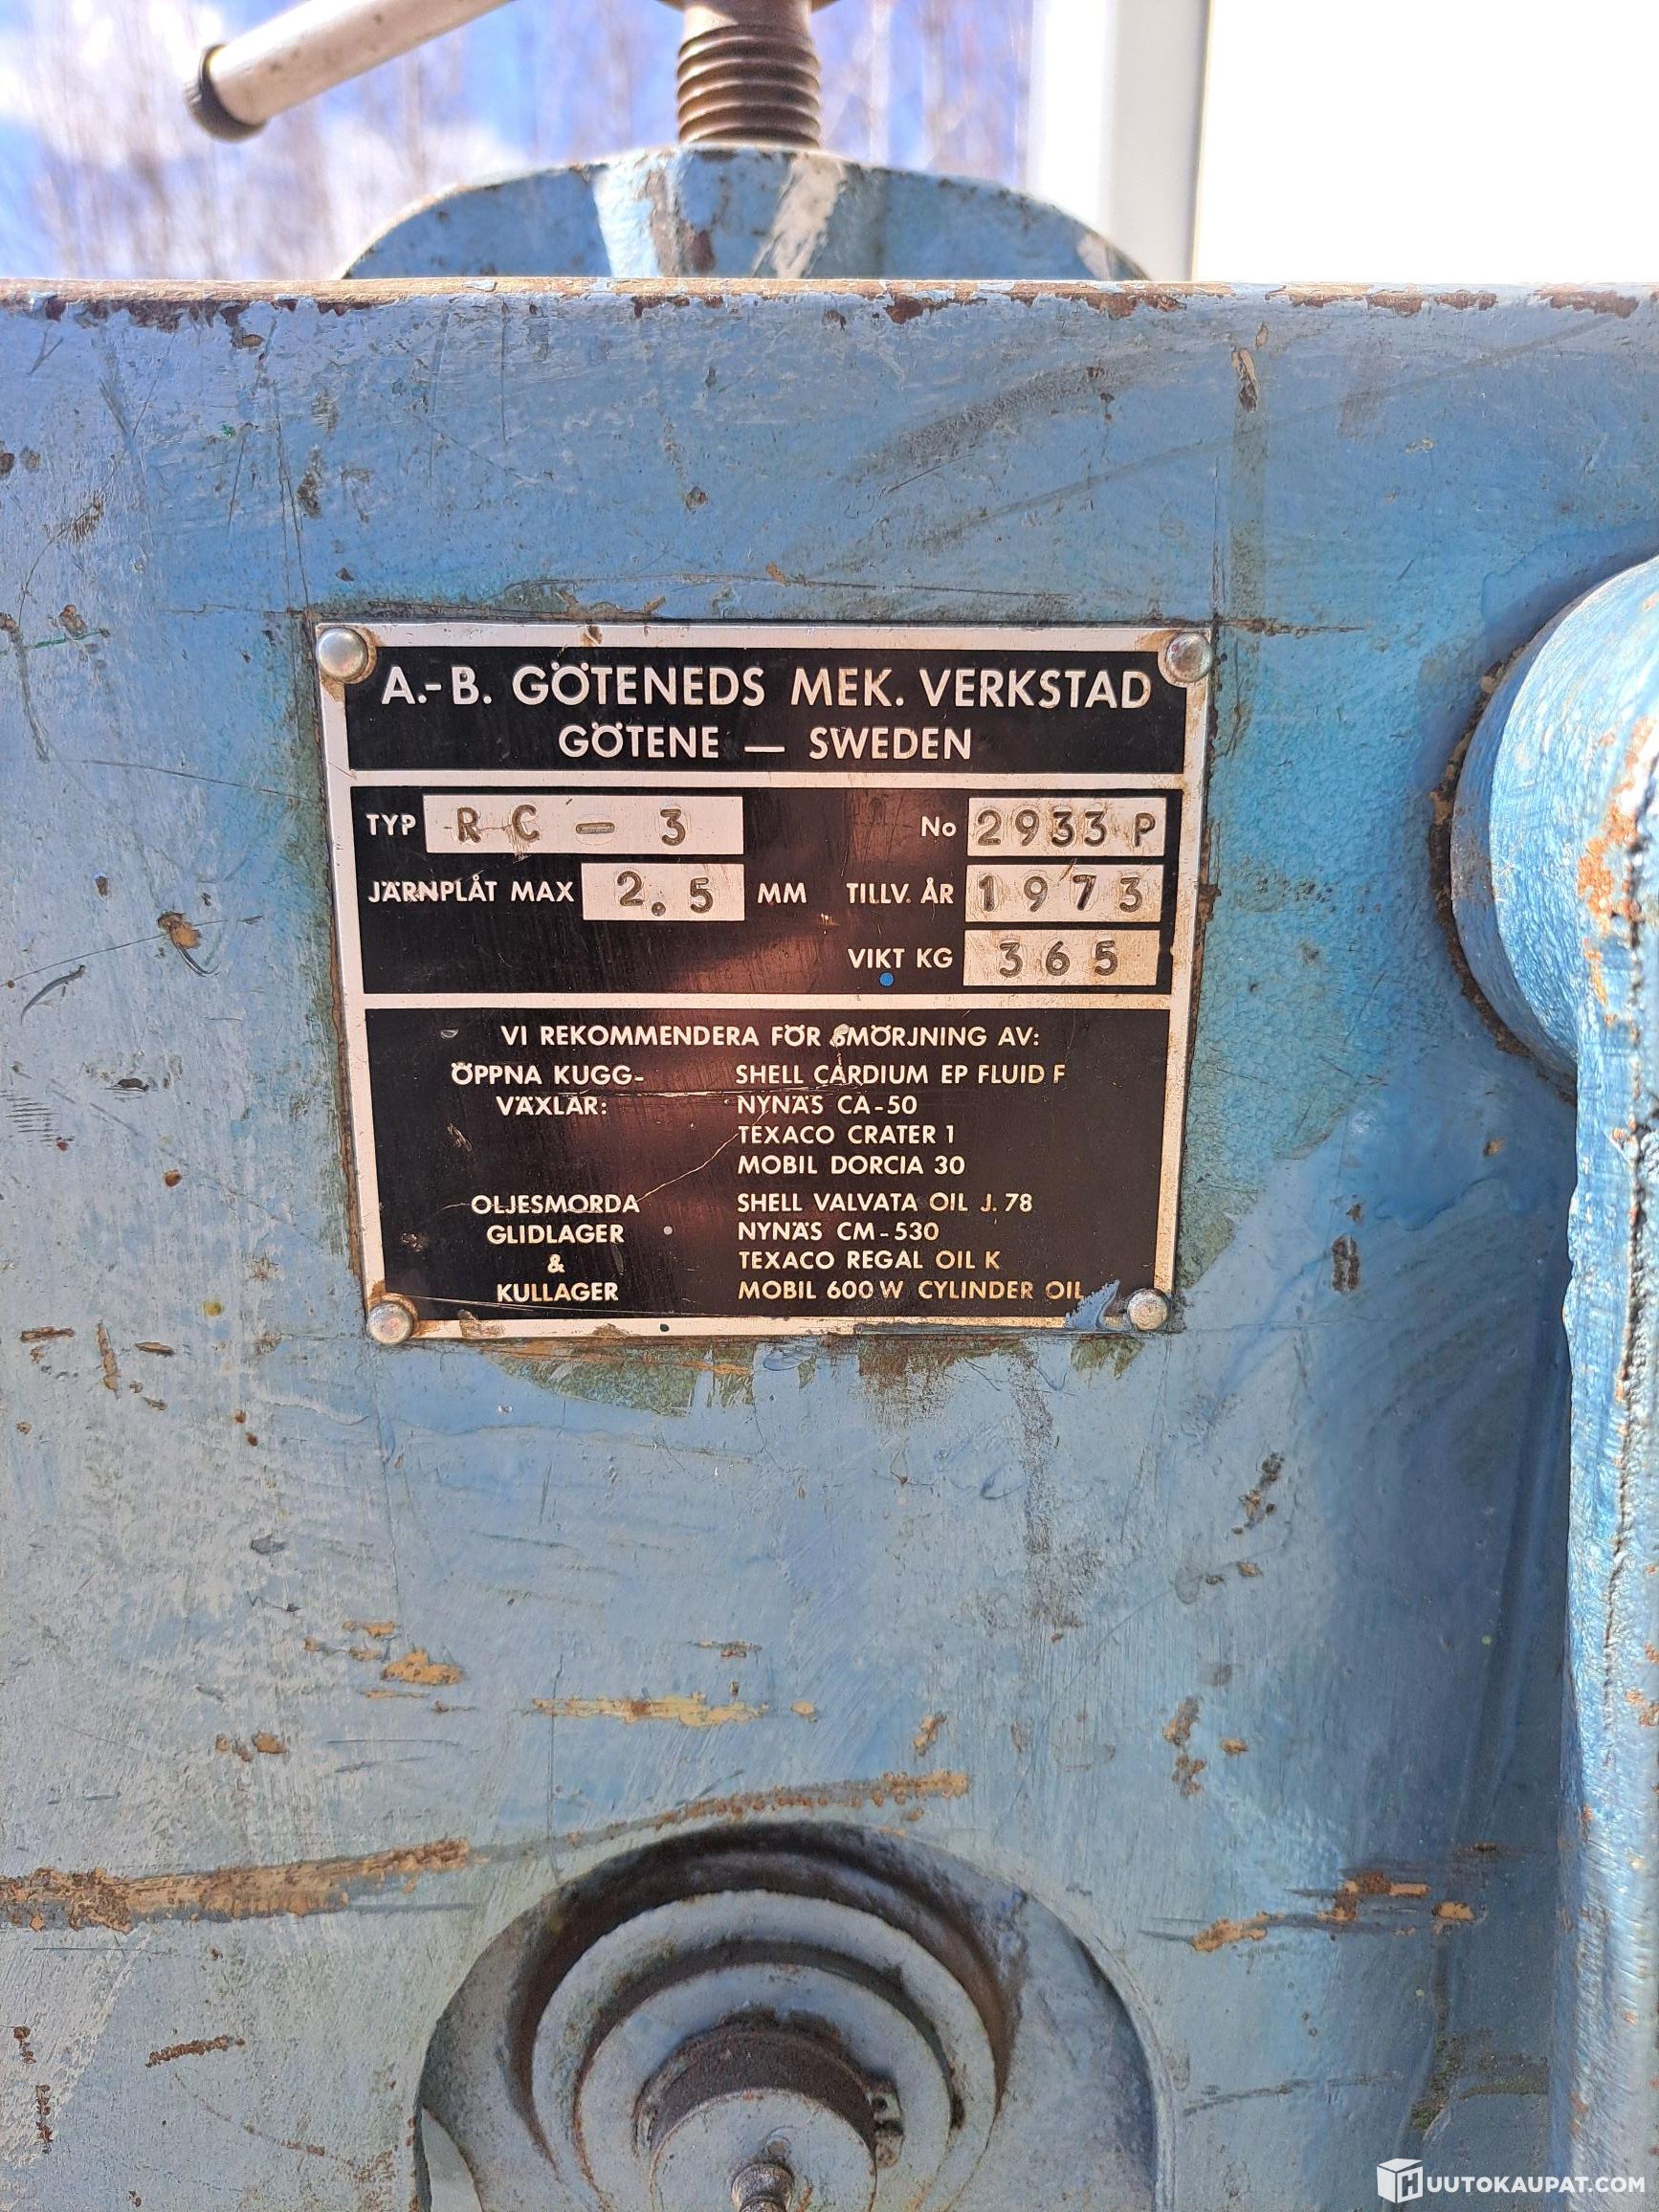 A.-B. GÖTENEDS MEK. VERKSTAD
GÖTENE — SWEDEN
TYP RC-3 No 2933 P
JÄRNPLÅT MAX 2.5 MM TILLV. ÅR 1973
VIKT KG 365
VI REKOMMENDERA FÖR SMÖRJNING AV:
ÖPPNA KUGG- SHELL CARDIUM EP FLUID F
VÄXLAR: NYNÄS CA-50
TEXACO CRATER 1
MOBIL DORCIA 30
OLJESMORDA SHELL VALVATA OIL J. 78
GLIDLAGER NYNÄS CM-530
& TEXACO REGAL OIL K
KULLAGER MOBIL 600 W CYLINDER OIL
HUUTOKAUPAT.COM